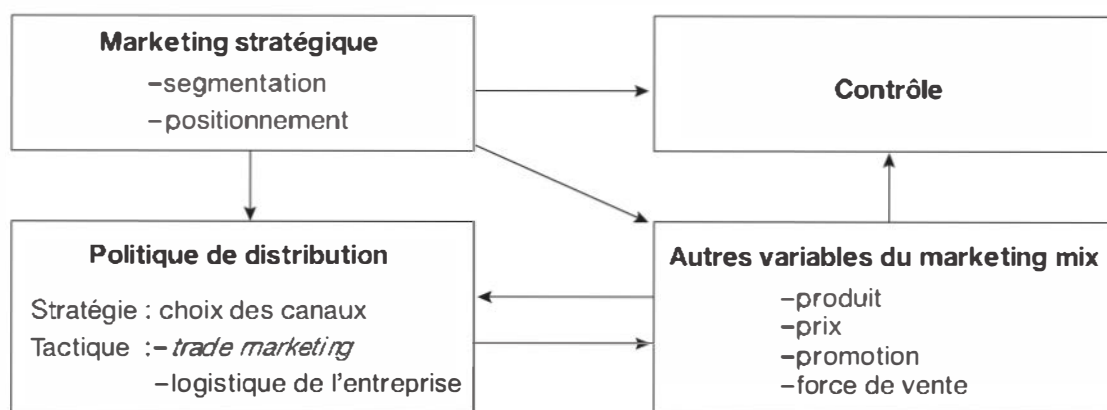 Marketing stratégique
–segmentation
–positionnement
Contrôle
Politique de distribution
Stratégie : choix des canaux
Tactique :– trade marketing
–logistique de l'entreprise
Autres variables du marketing mix
–produit
–prix
–promotion
–force de vente